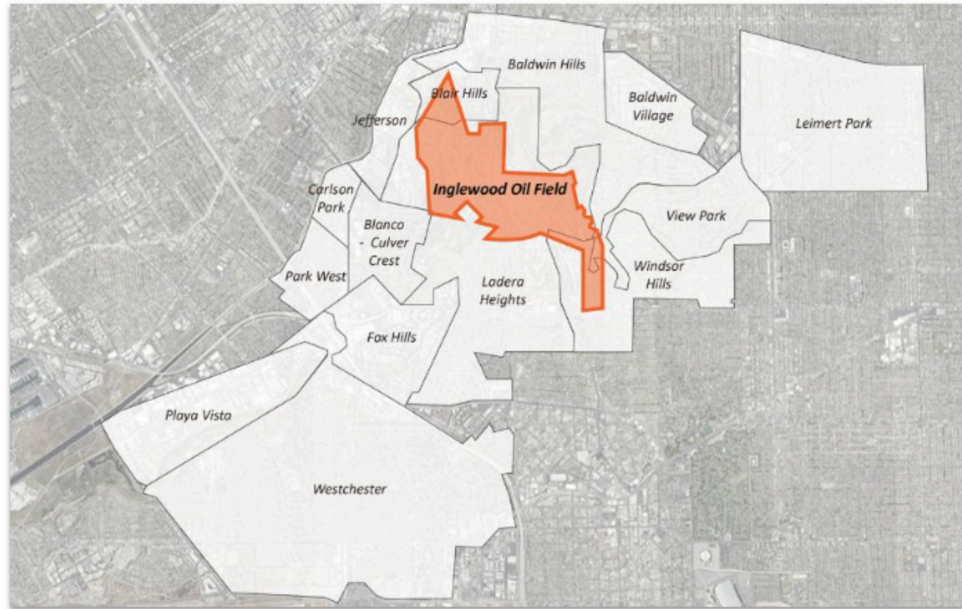 Baldwin Hills
Blair Hills
Baldwin
Village
Jefferson
Leimert Park
Inglewood Oil Field
Carlson
Park
View Park
Blanco
- Culver
Crest
Park West
Windsor
Hills
Ladera
Heights
Fox Hills
Playa Vista
Westchester